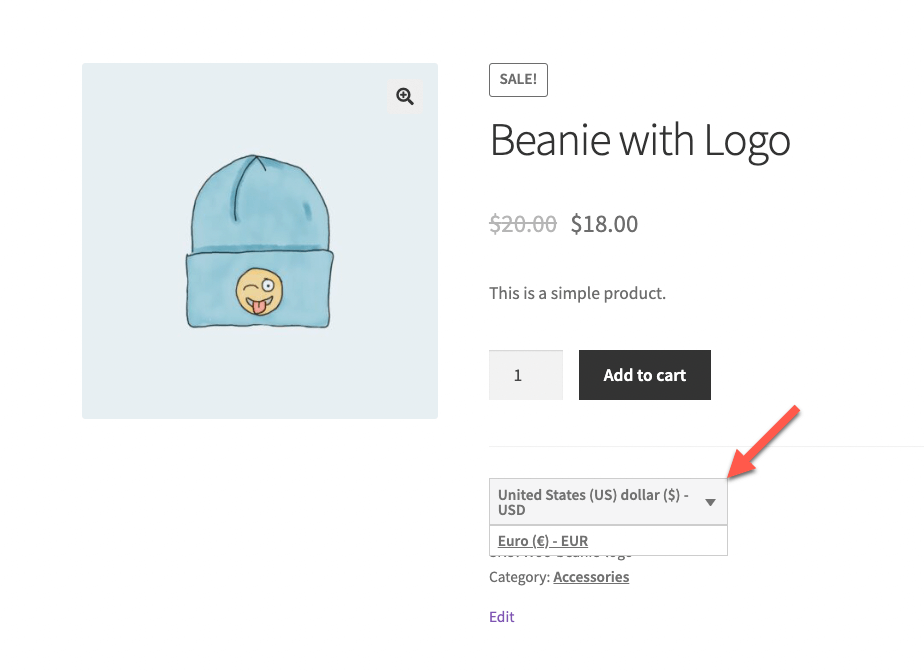 SALE!
Beanie with Logo
$20.00 $18.00
This is a simple product.
1
Add to cart
United States (US) dollar ($) -
USD
Euro (€) - EUR
Category: Accessories
Edit